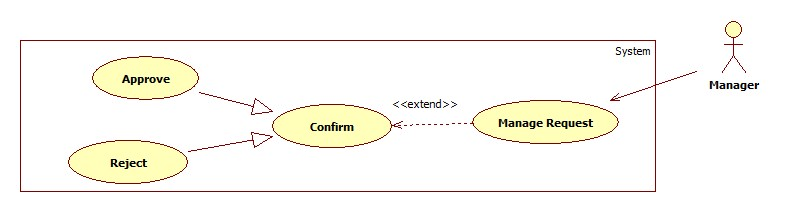 System
Approve
<<extend>>
Manager
Confirm
Manage Request
Reject